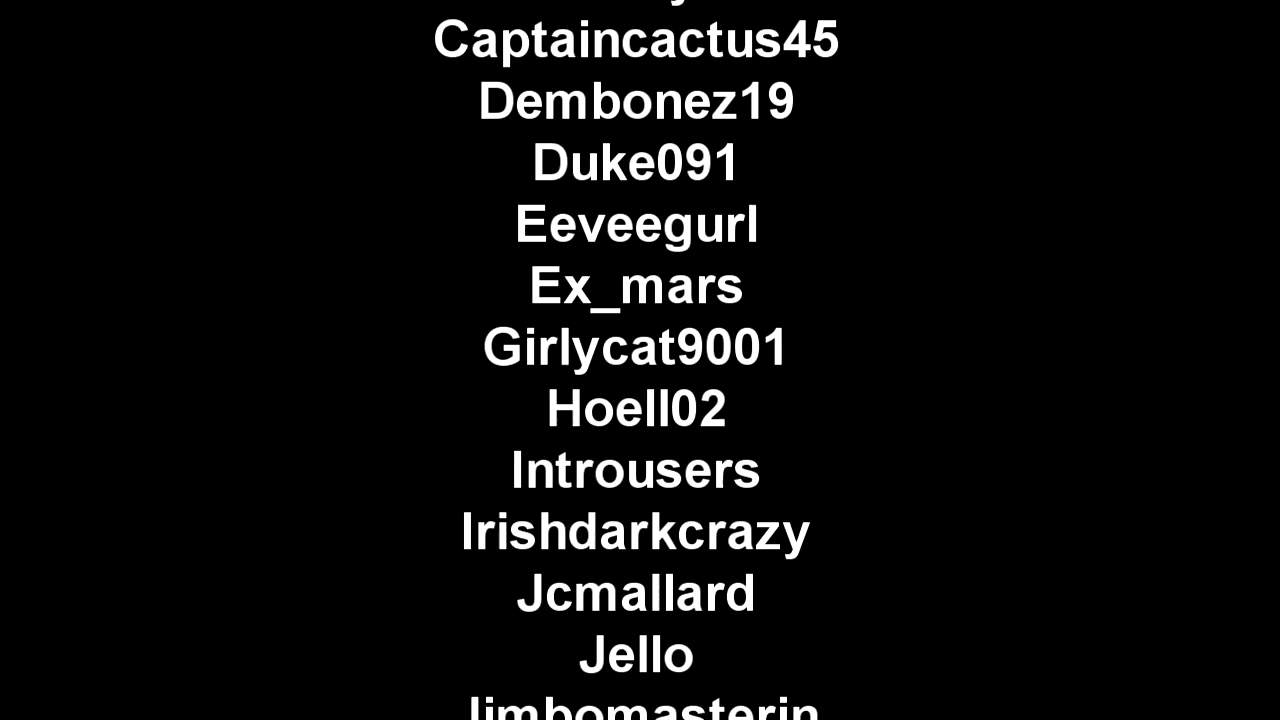 Captaincactus45
Dembonez19
Duke091
Eeveegurl
Ex_mars
Girlycat9001
Hoell02
Introusers
Irishdarkcrazy
Jcmallard
Jello